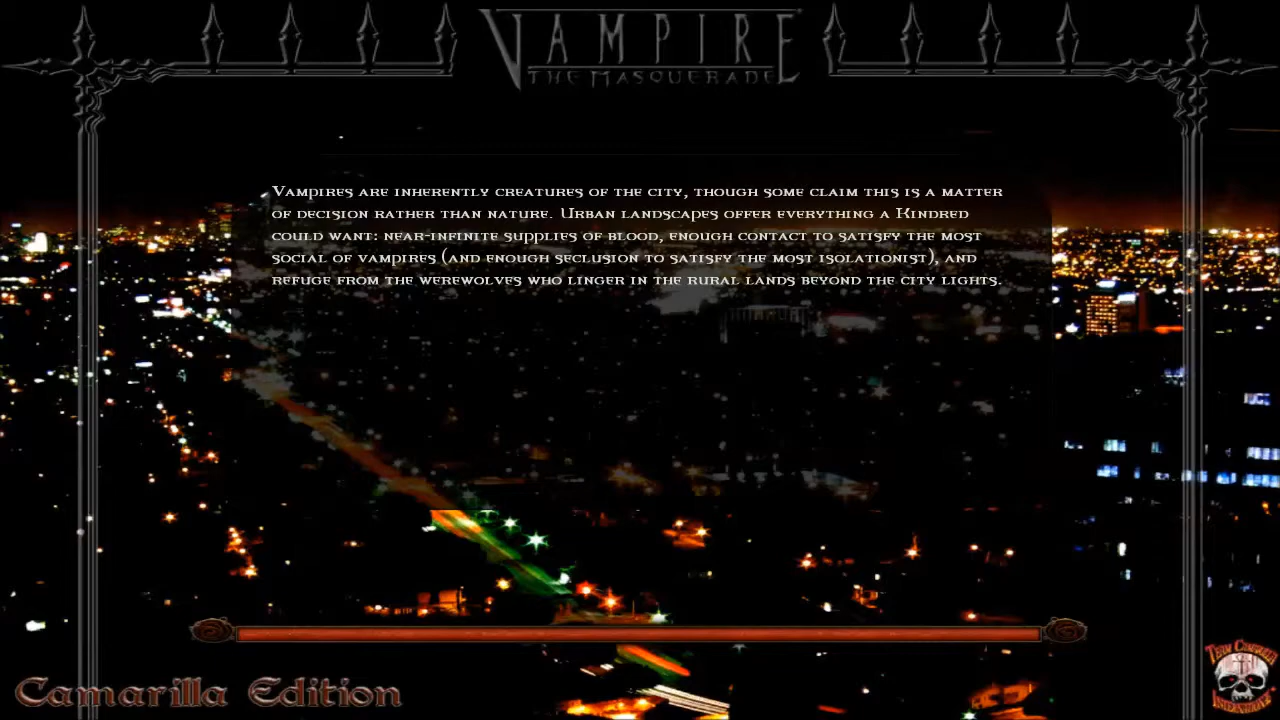 VAMPIRE
THE MASQUERADE
Vampires are inherently creatures of the city, though some claim this is a matter
of decision rather than nature. Urban landscapes offer everything a Kindred
could want: near-infinite supplies of blood, enough contact to satisfy the most
social of vampires (and enough seclusion to satisfy the most isolationist), and
refuge from the werewolves who linger in the rural lands beyond the city lights.
Camarilla Edition
Team Camarilla
International